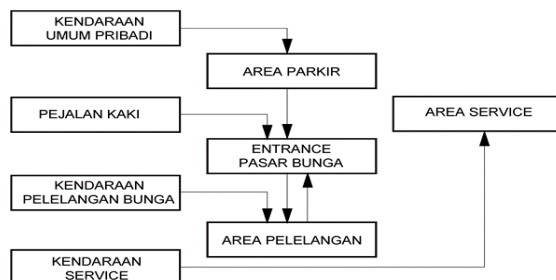 KENDARAAN
UMUM PRIBADI
AREA PARKIR
PEJALAN KAKI
AREA SERVICE
ENTRANCE
PASAR BUNGA
KENDARAAN
PELELANGAN BUNGA
AREA PELELANGAN
KENDARAAN
SERVICE